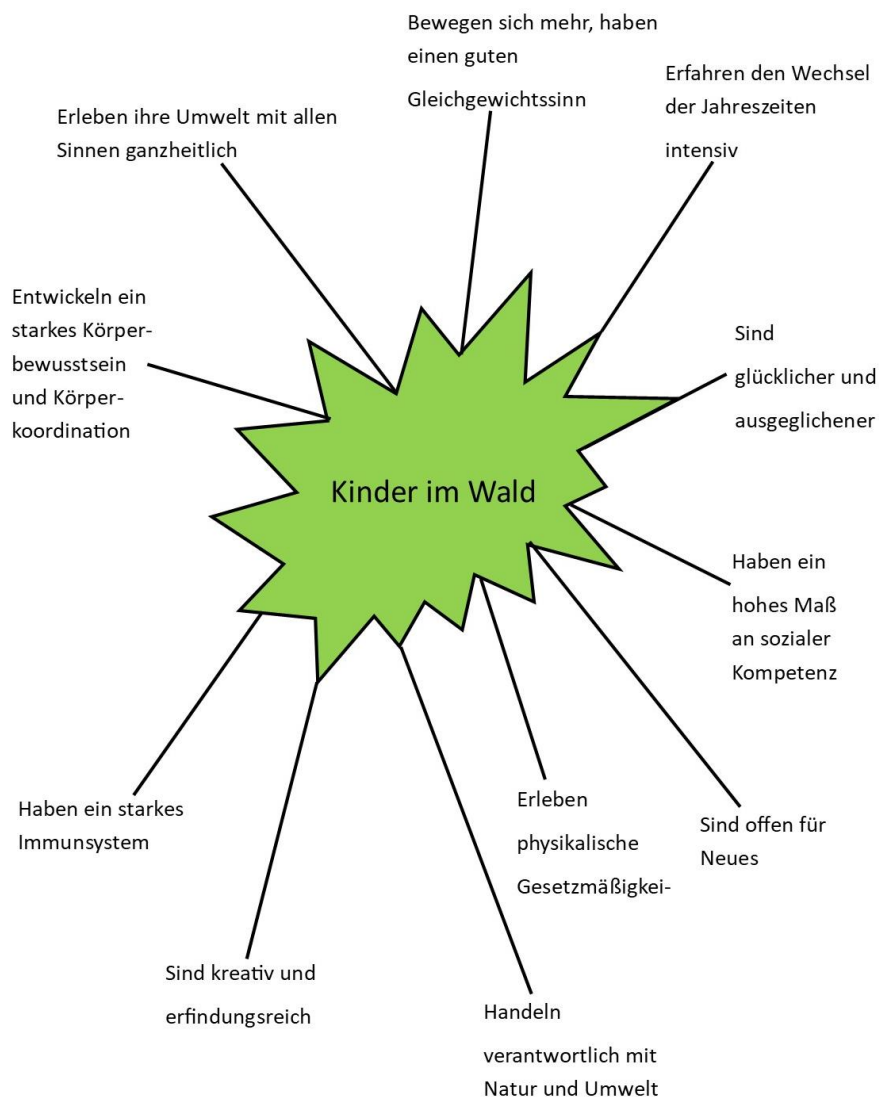 Bewegen sich mehr, haben
einen guten
Gleichgewichtssinn
Erfahren den Wechsel
der Jahreszeiten
intensiv
Erleben ihre Umwelt mit allen
Sinnen ganzheitlich
Entwickeln ein
starkes Körper-
bewusstsein
und Körper-
koordination
Sind
glücklicher und
ausgeglichener
Kinder im Wald
Haben ein
hohes Maß
an sozialer
Kompetenz
Haben ein starkes
Immunsystem
Erleben
physikalische
Gesetzmäßigkei-
Sind offen für
Neues
Sind kreativ und
erfindungsreich
Handeln
verantwortlich mit
Natur und Umwelt